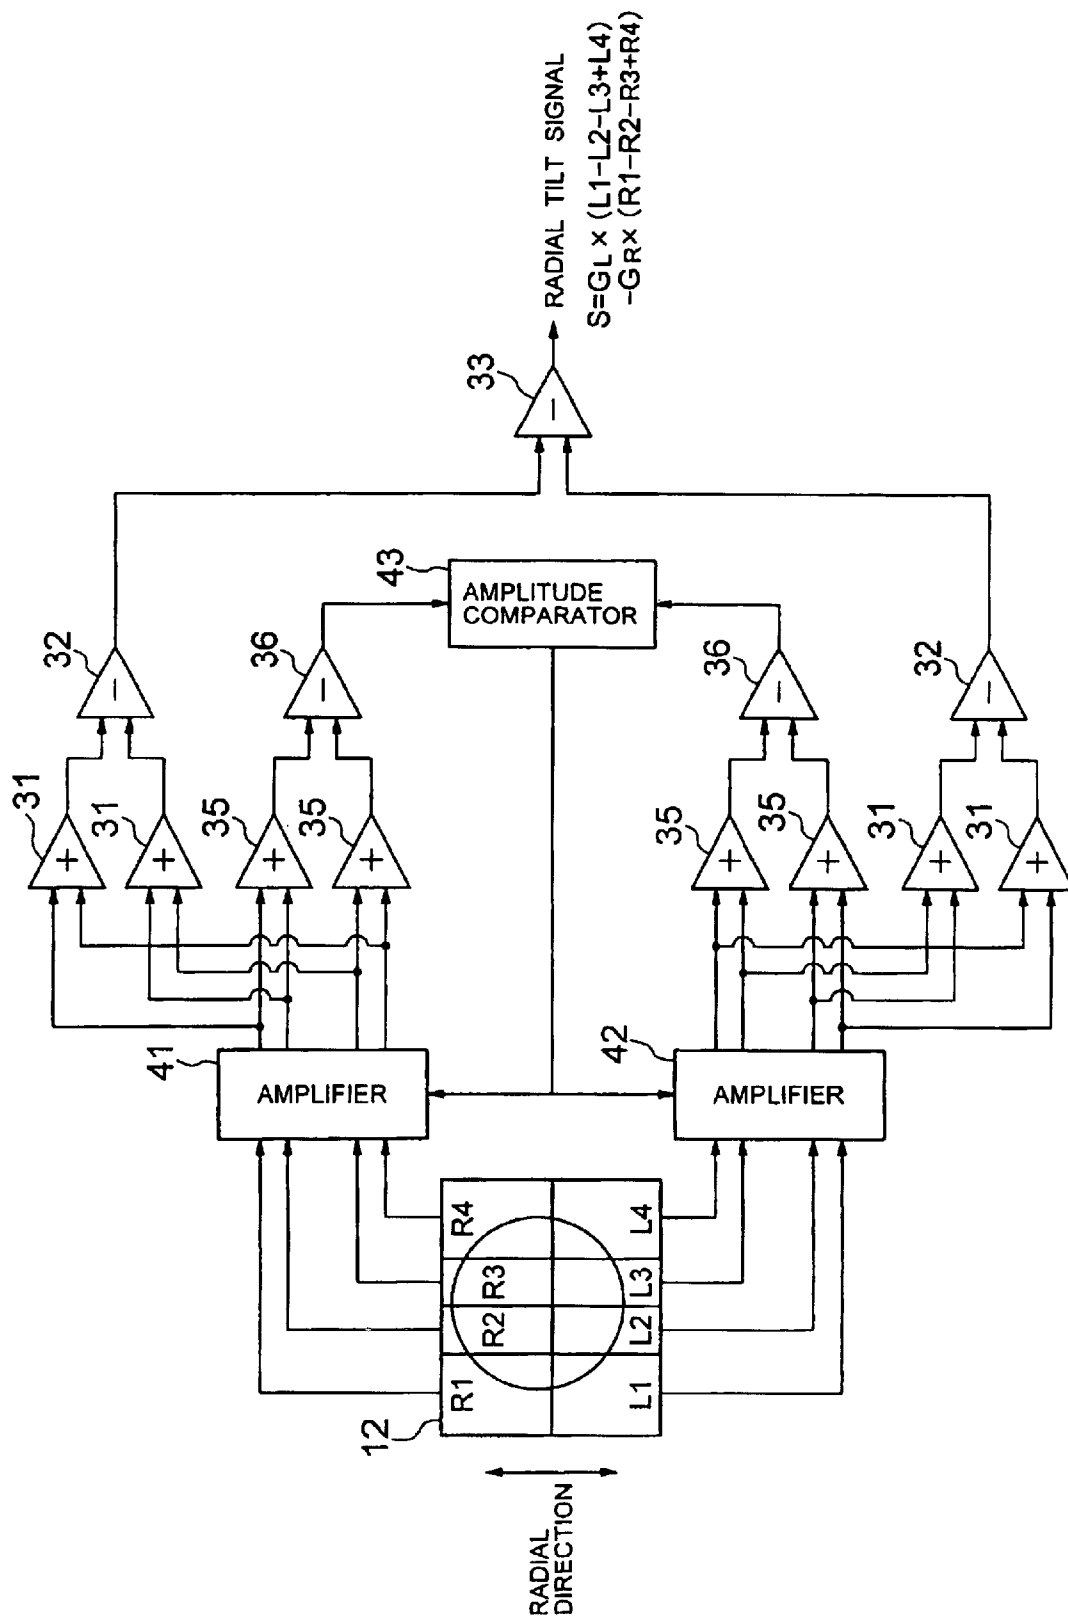 RADIAL
DIRECTION
12
R1
R2
R3
R4
L1
L2
L3
L4
41
AMPLIFIER
42
AMPLIFIER
31
31
35
35
35
35
31
31
+
+
+
+
+
+
+
+
32
36
36
32
−
−
−
−
43
AMPLITUDE
COMPARATOR
33
−
RADIAL TILT SIGNAL
S=GL×(L1-L2-L3+L4)
-GR×(R1-R2-R3+R4)